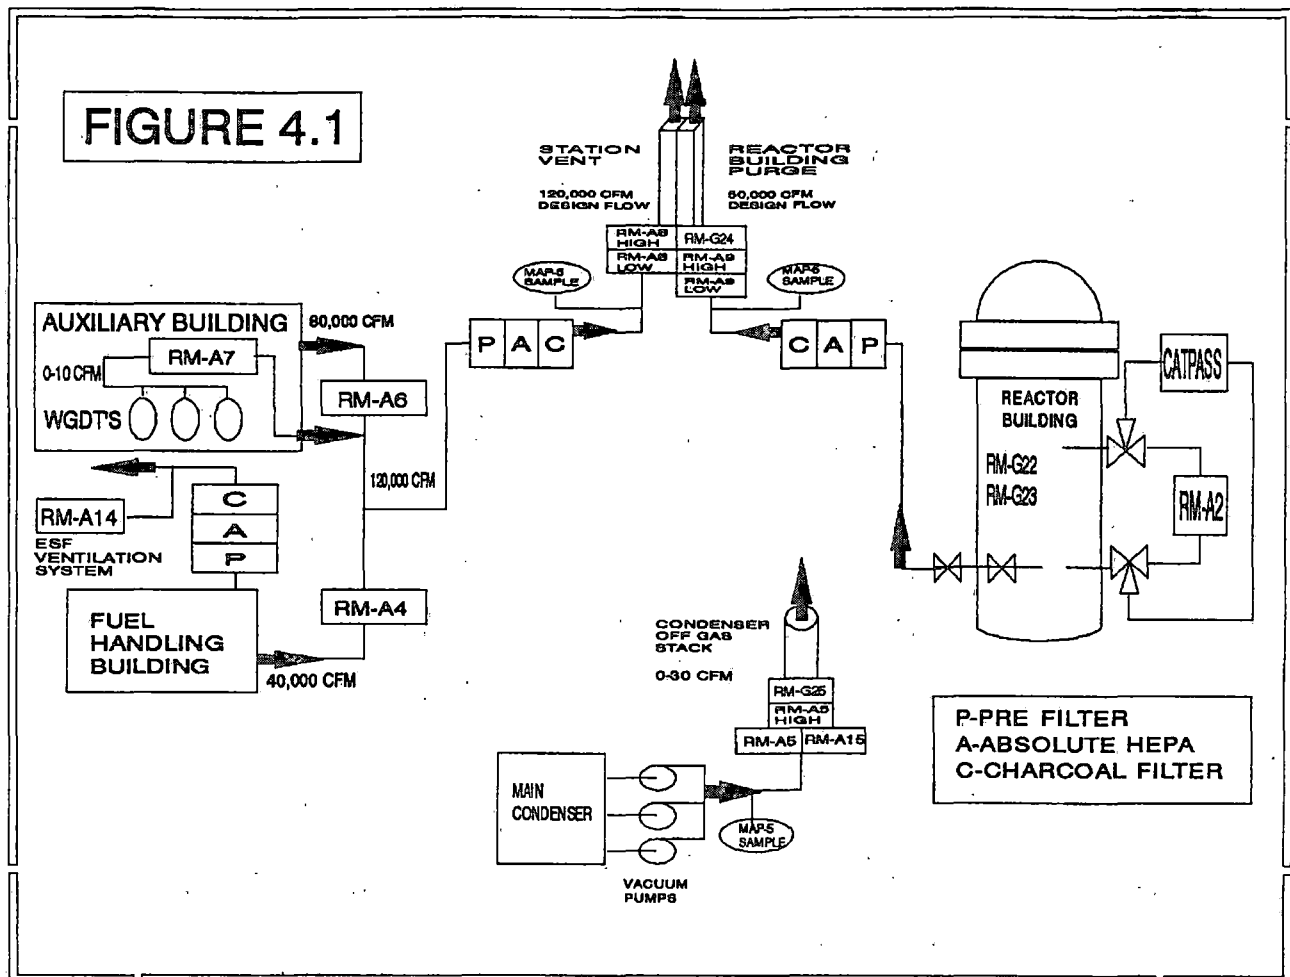 FIGURE 4.1
STATION
VENT
120,000 CFM
DESIGN FLOW
REACTOR
BUILDING
PURGE
50,000 CFM
DESIGN FLOW
RM-A8
HIGH
RM-G24
RM-A8
LOW
RM-A9
HIGH
RM-A9
LOW
MAP-5
SAMPLE
MAP-5
SAMPLE
AUXILIARY BUILDING
80,000 CFM
RM-A7
0-10 CFM
WGDT'S
RM-A6
P A C
C A P
120,000 CFM
C
A
P
RM-A14
ESF
VENTILATION
SYSTEM
RM-A4
FUEL
HANDLING
BUILDING
40,000 CFM
REACTOR
BUILDING
RM-G22
RM-G23
CATPASS
RM-A2
CONDENSER
OFF GAS
STACK
0-30 CFM
RM-G25
RM-A5
HIGH
RM-A5
RM-A15
MAIN
CONDENSER
MAP-5
SAMPLE
VACUUM
PUMPS
P-PRE FILTER
A-ABSOLUTE HEPA
C-CHARCOAL FILTER